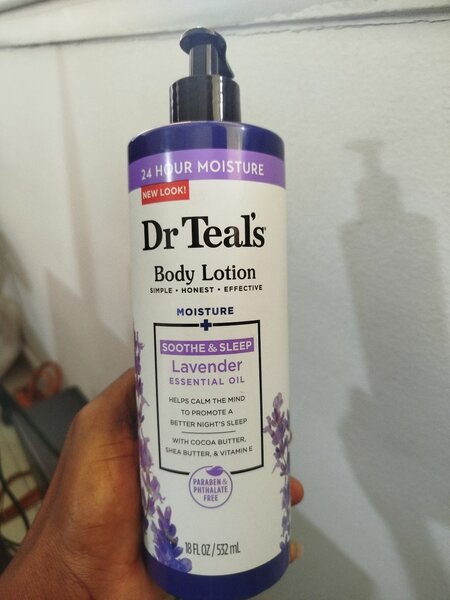 24 HOUR MOISTURE
NEW LOOK!
Dr Teal's®
Body Lotion
SIMPLE • HONEST • EFFECTIVE
MOISTURE
+
SOOTHE & SLEEP
Lavender
ESSENTIAL OIL
HELPS CALM THE MIND
TO PROMOTE A
BETTER NIGHT'S SLEEP
WITH COCOA BUTTER,
SHEA BUTTER, & VITAMIN E
PARABEN &
PHTHALATE
FREE
18 FL OZ / 532 mL